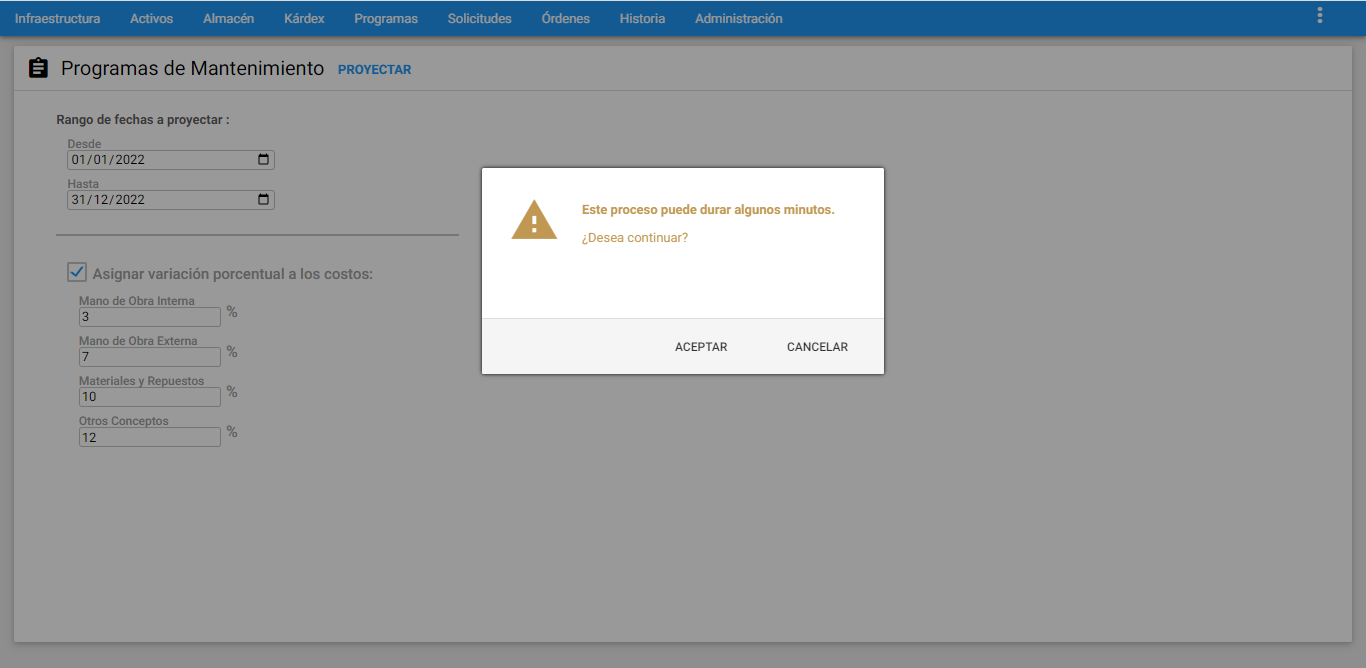 Infraestructura Activos Almacén Kárdex Programas Solicitudes Órdenes Historia Administración
Programas de Mantenimiento PROYECTAR
Rango de fechas a proyectar :
Desde
01/01/2022
Hasta
31/12/2022
Asignar variación porcentual a los costos:
Mano de Obra Interna
3 %
Mano de Obra Externa
7 %
Materiales y Repuestos
10 %
Otros Conceptos
12 %
Este proceso puede durar algunos minutos.
¿Desea continuar?
ACEPTAR CANCELAR